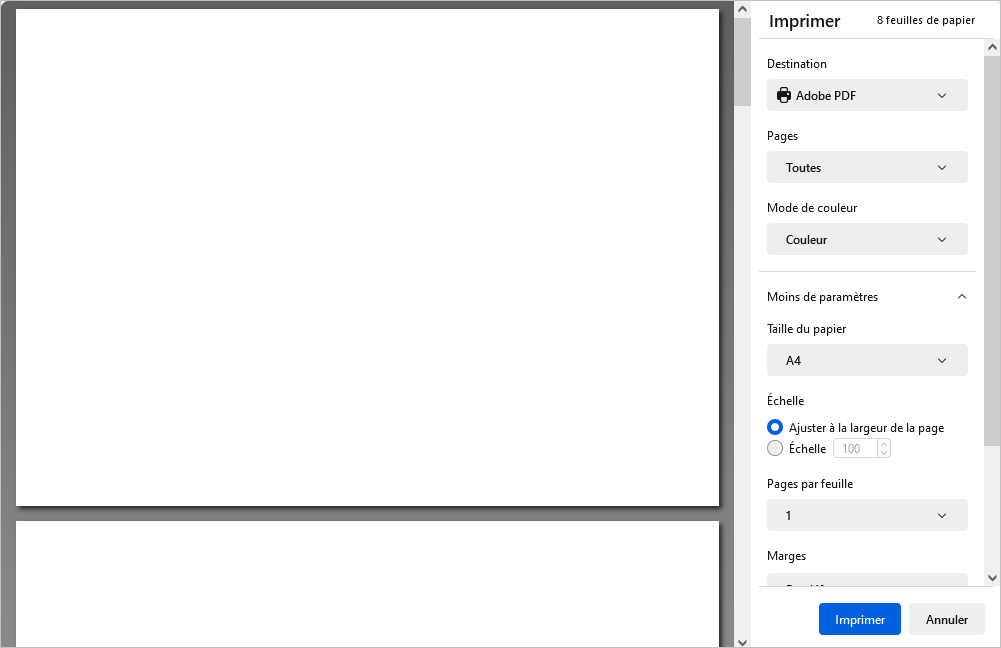 Imprimer
8 feuilles de papier
Destination
Adobe PDF
Pages
Toutes
Mode de couleur
Couleur
Moins de paramètres
Taille du papier
A4
Échelle
Ajuster à la largeur de la page
Échelle 100
Pages par feuille
1
Marges
Imprimer
Annuler